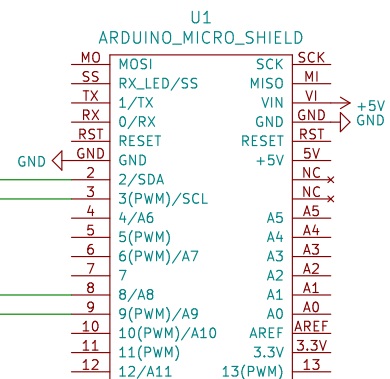 U1
ARDUINO_MICRO_SHIELD
MO MOSI SCK SCK
SS RX_LED/SS MISO MI
TX 1/TX VIN VI +5V
RX 0/RX GND GND GND
RST RESET RESET RST
GND GND GND +5V 5V
2 2/SDA NC
3 3(PWM)/SCL NC
4 4/A6 A5 A5
5 5(PWM) A4 A4
6 6(PWM)/A7 A3 A3
7 7 A2 A2
8 8/A8 A1 A1
9 9(PWM)/A9 A0 A0
10 10(PWM)/A10 AREF AREF
11 11(PWM) 3.3V 3.3V
12 12/A11 13(PWM) 13